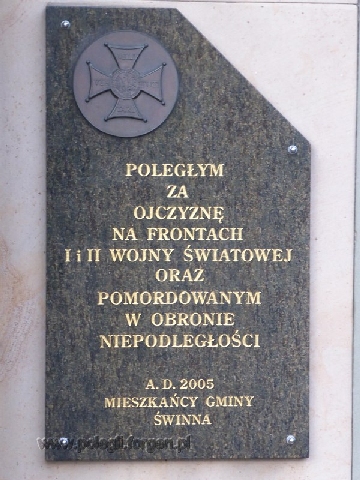 POLEGŁYM
ZA
OJCZYZNĘ
NA FRONTACH
I i II WOJNY ŚWIATOWEJ
ORAZ
POMORDOWANYM
W OBRONIE
NIEPODLEGŁOŚCI
A. D. 2005
MIESZKAŃCY GMINY
ŚWINNA
www.polegli.forgen.pl